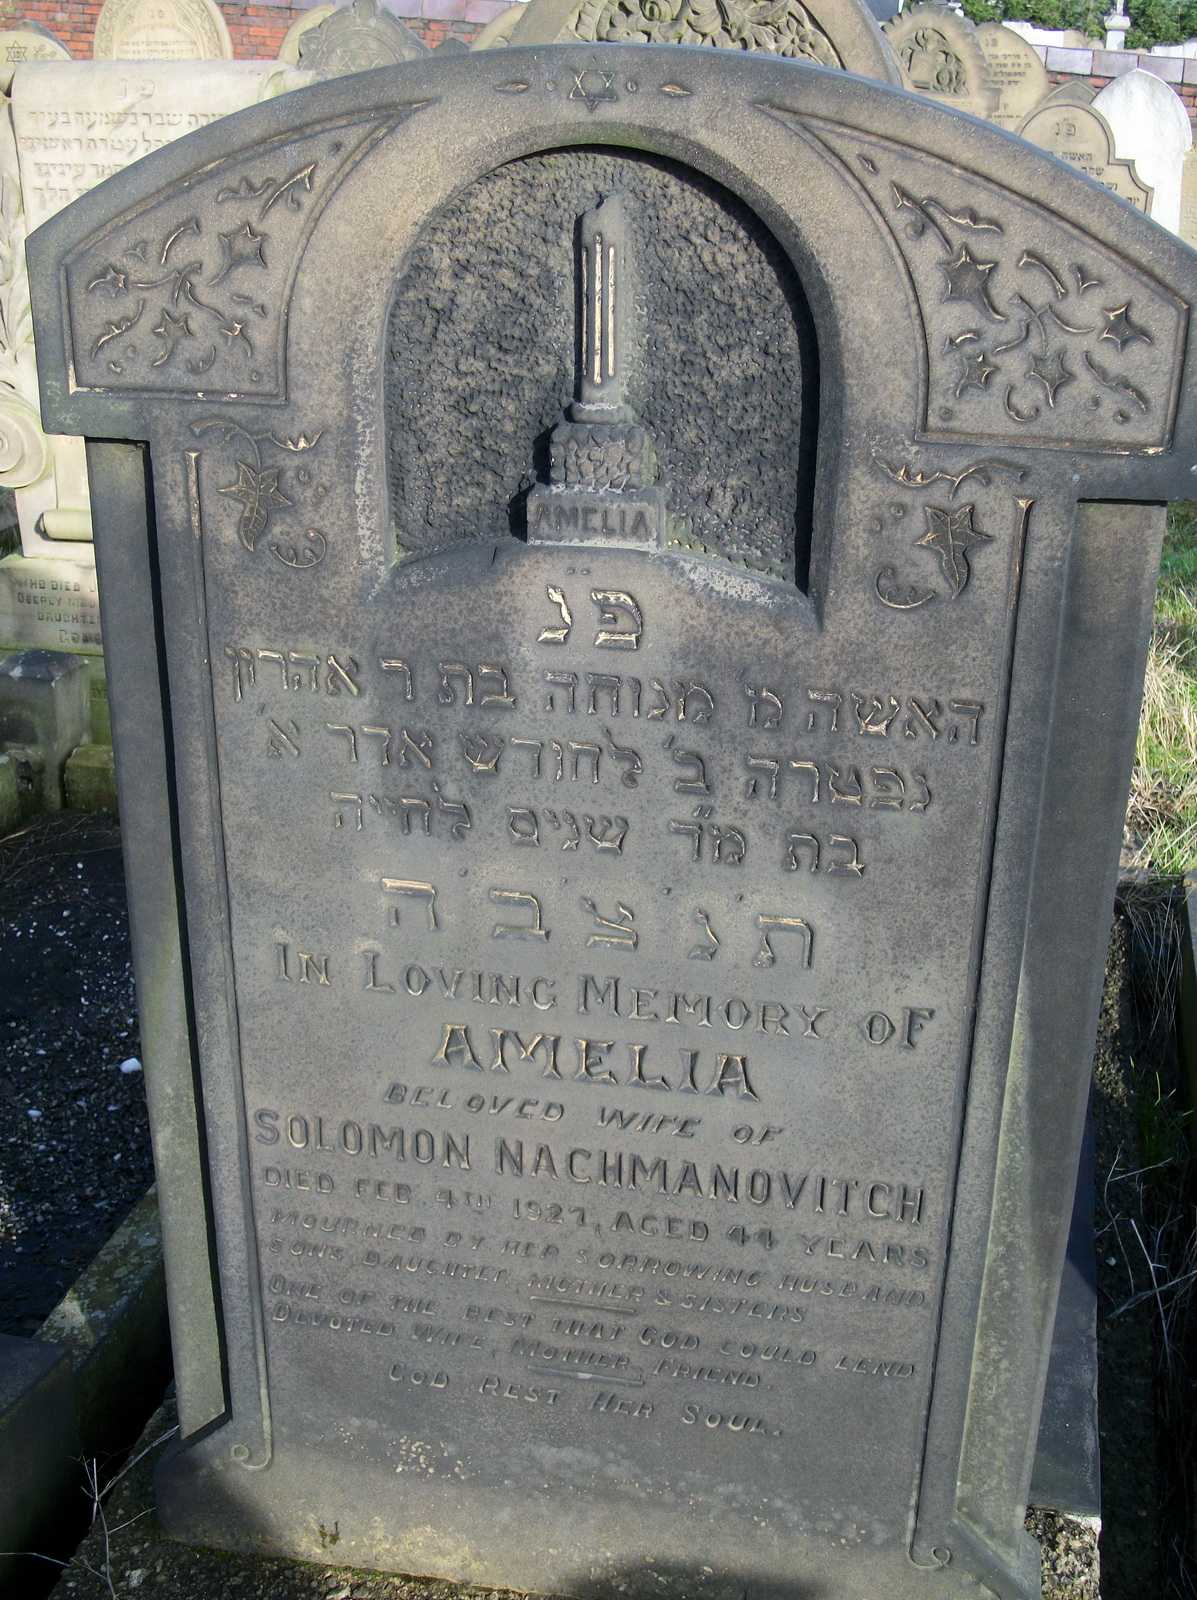 AMELIA
פ״נ
האשה מ׳ מנוחה בת ר׳ אהרון
נפטרה ב׳ לחודש אדר א׳
בת מ״ד שנים לחיה
ת׳ נ׳ צ׳ ב׳ ה׳
IN LOVING MEMORY OF
AMELIA
BELOVED WIFE OF
SOLOMON NACHMANOVITCH
DIED FEB. 4TH 1927, AGED 44 YEARS
MOURNED BY HER SORROWING HUSBAND
SONS, DAUGHTER, MOTHER & SISTERS
ONE OF THE BEST THAT GOD COULD LEND
DEVOTED WIFE, MOTHER, FRIEND.
GOD REST HER SOUL.